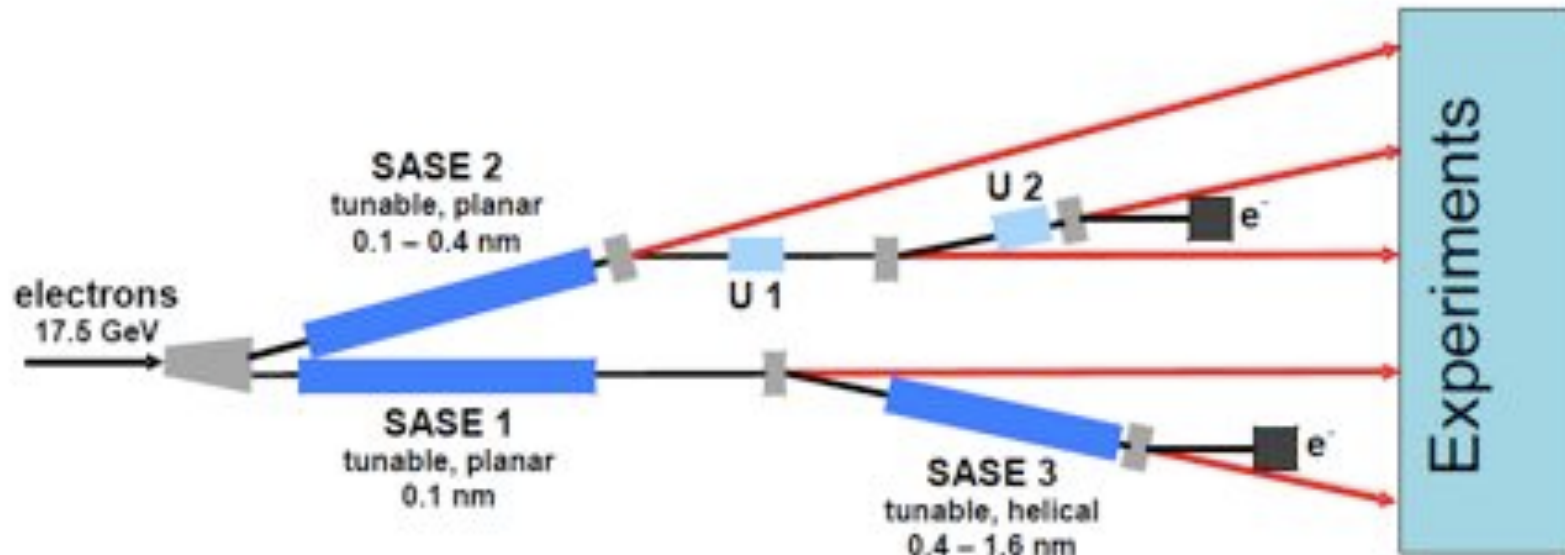 SASE 2
tunable, planar
0.1 – 0.4 nm
U 2
e-
U 1
electrons
17.5 GeV
SASE 1
tunable, planar
0.1 nm
e-
SASE 3
tunable, helical
0.4 – 1.6 nm
Experiments